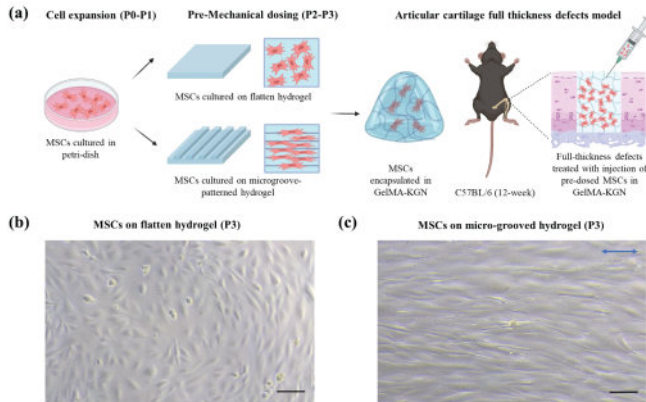 (a)
Cell expansion (P0-P1)
Pre-Mechanical dosing (P2-P3)
Articular cartilage full thickness defects model
MSCs cultured on flatten hydrogel
MSCs cultured in
petri-dish
MSCs cultured on microgroove-
patterned hydrogel
MSCs
encapsulated in
GelMA-KGN
C57BL/6 (12-week)
Full-thickness defects
treated with injection of
pre-dosed MSCs in
GelMA-KGN
(b)
MSCs on flatten hydrogel (P3)
(c)
MSCs on micro-grooved hydrogel (P3)